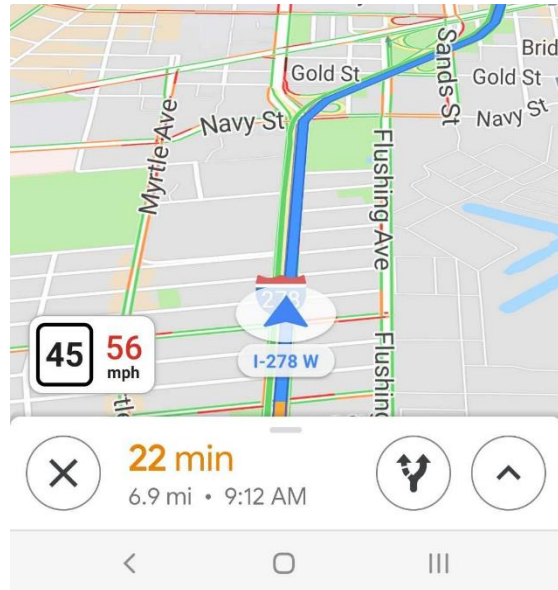 Brid
Sands St
Gold St
Gold St
Navy St
Navy St
Myrtle Ave
Flushing Ave
278
I-278 W
45
56
mph
tle
Flushing
22 min
6.9 mi • 9:12 AM